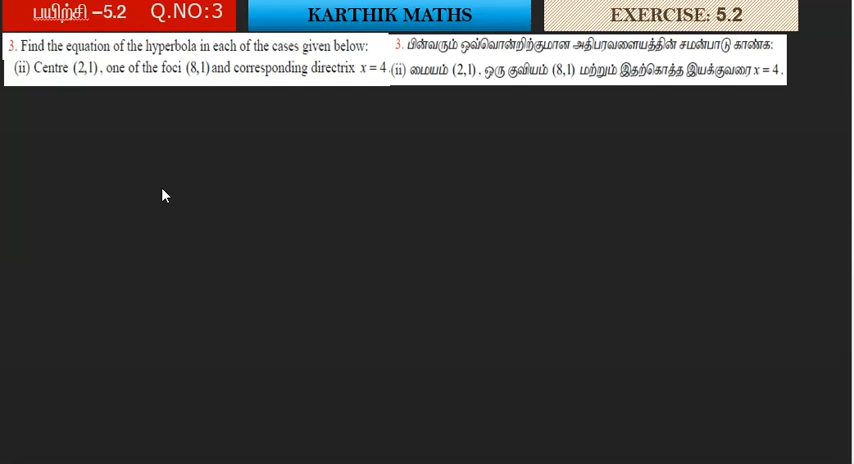 பயிற்சி –5.2 Q.NO:3
KARTHIK MATHS
EXERCISE: 5.2
3. Find the equation of the hyperbola in each of the cases given below:
(ii) Centre (2,1), one of the foci (8,1) and corresponding directrix x = 4.
3. பின்வரும் ஒவ்வொன்றிற்குமான அதிபரவளையத்தின் சமன்பாடு காண்க:
(ii) மையம் (2,1), ஒரு குவியம் (8,1) மற்றும் இதற்கொத்த இயக்குவரை x = 4.